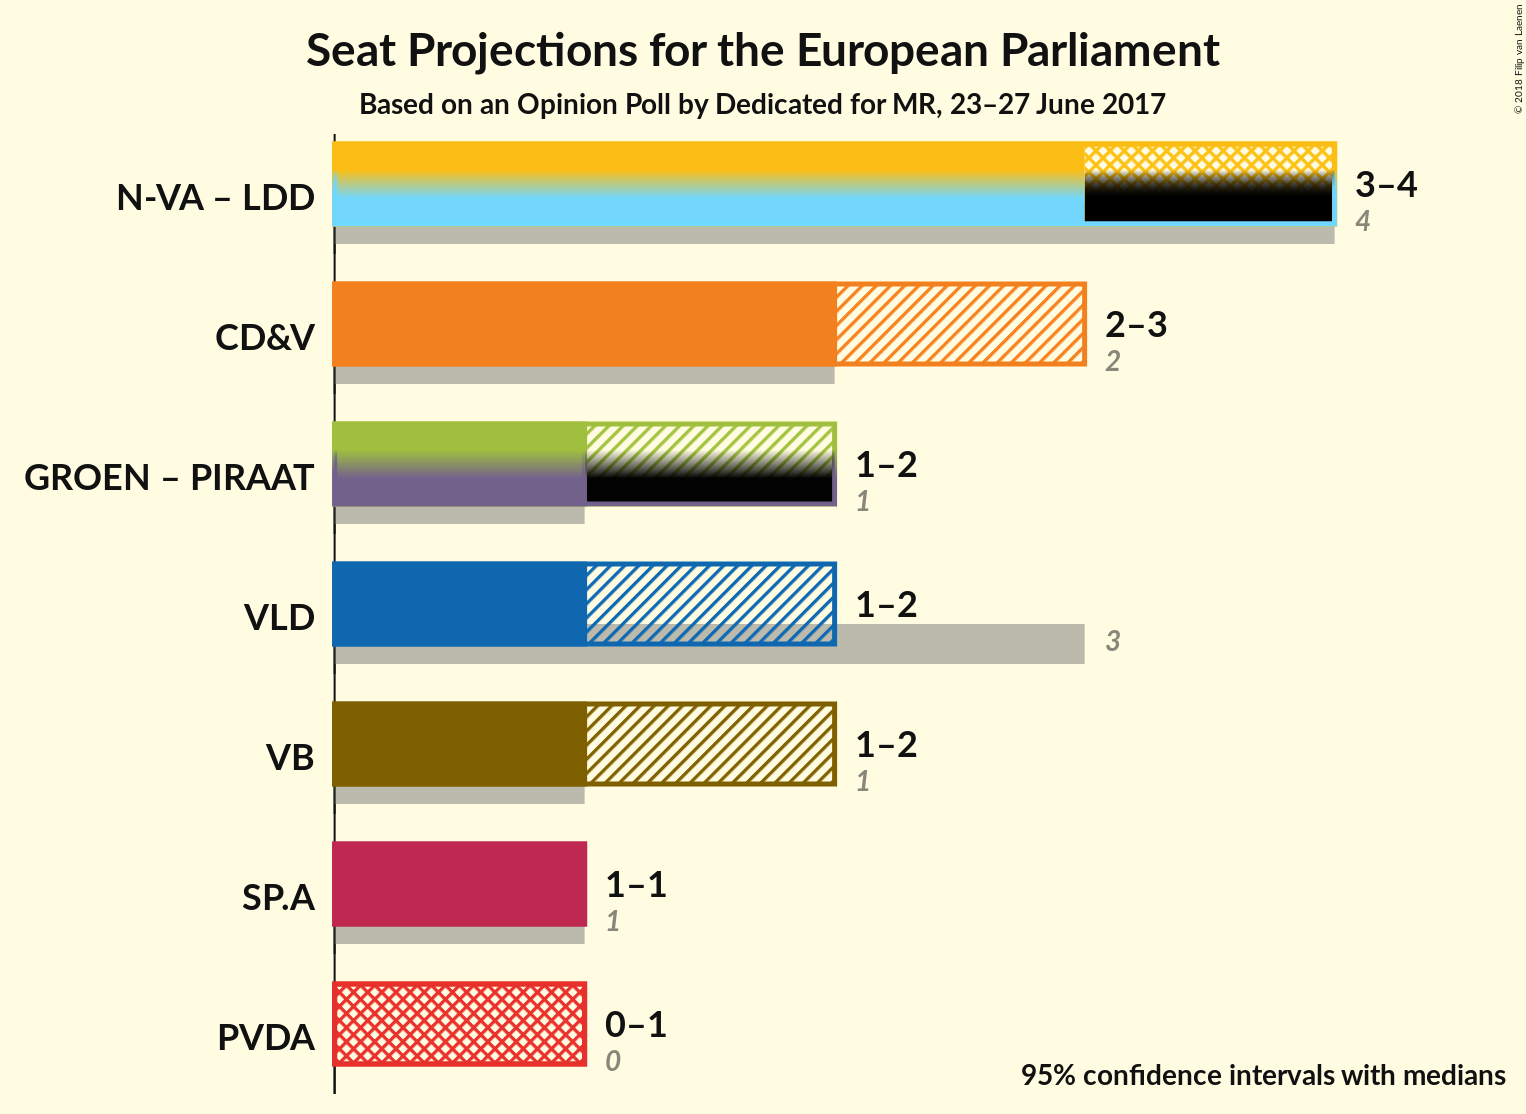 Seat Projections for the European Parliament
Based on an Opinion Poll by Dedicated for MR, 23–27 June 2017
© 2018 Filip van Laenen
N-VA – LDD
3–4
4
CD&V
2–3
2
GROEN – PIRAAT
1–2
1
VLD
1–2
3
VB
1–2
1
SP.A
1–1
1
PVDA
0–1
0
95% confidence intervals with medians